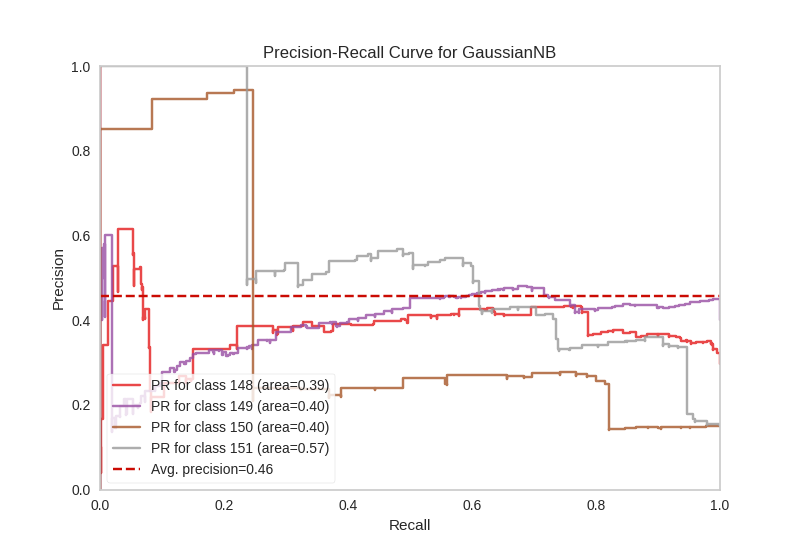 Precision-Recall Curve for GaussianNB
1.0
0.8
0.6
0.4
0.2
0.0
Precision
PR for class 148 (area=0.39)
PR for class 149 (area=0.40)
PR for class 150 (area=0.40)
PR for class 151 (area=0.57)
Avg. precision=0.46
0.0 0.2 0.4 0.6 0.8 1.0
Recall